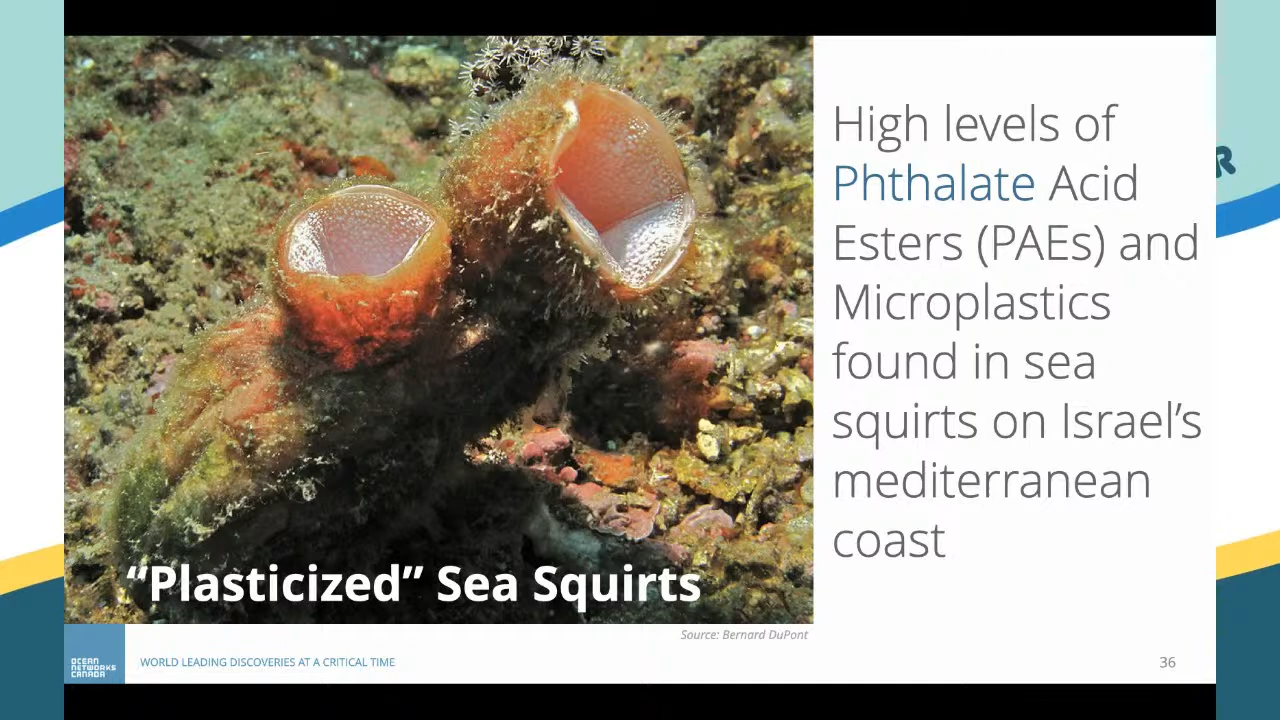 High levels of
Phthalate Acid
Esters (PAEs) and
Microplastics
found in sea
squirts on Israel’s
mediterranean
coast
“Plasticized” Sea Squirts
Source: Bernard DuPont
OCEAN
NETWORKS
CANADA
WORLD LEADING DISCOVERIES AT A CRITICAL TIME
36
R